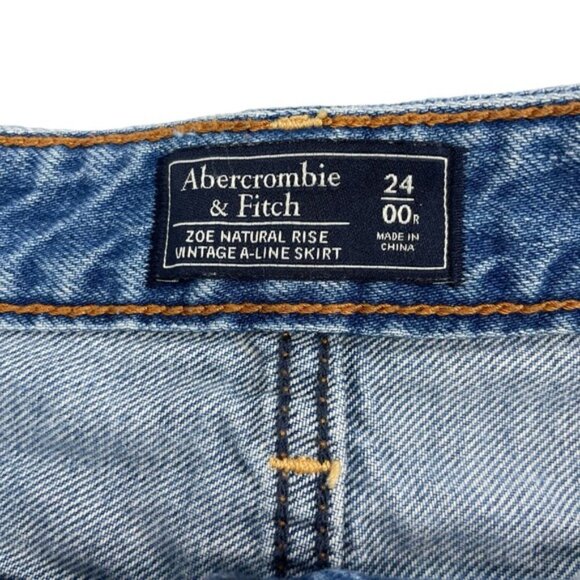 Abercrombie
& Fitch
ZOE NATURAL RISE
VINTAGE A-LINE SKIRT
24
00R
MADE IN
CHINA